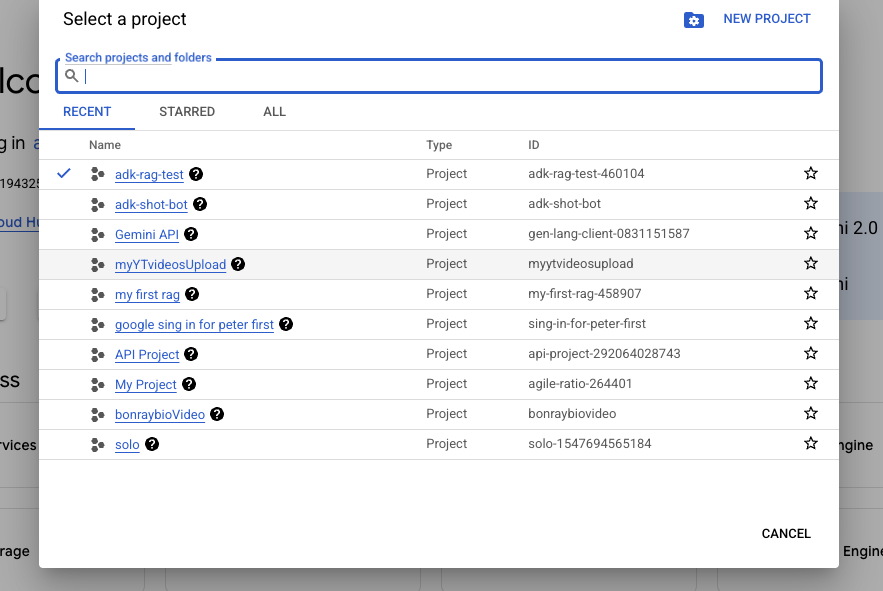 Select a project
NEW PROJECT
Search projects and folders
RECENT STARRED ALL
Name Type ID
adk-rag-test ? Project adk-rag-test-460104
adk-shot-bot ? Project adk-shot-bot
Gemini API ? Project gen-lang-client-0831151587
myYTvideosUpload ? Project myytvideosupload
my first rag ? Project my-first-rag-458907
google sing in for peter first ? Project sing-in-for-peter-first
API Project ? Project api-project-292064028743
My Project ? Project agile-ratio-264401
bonraybioVideo ? Project bonraybiovideo
solo ? Project solo-1547694565184
CANCEL
lco
g in a
194325
oud Hu
ss
rvices
rage
ni 2.0
ni
ngine
Engine